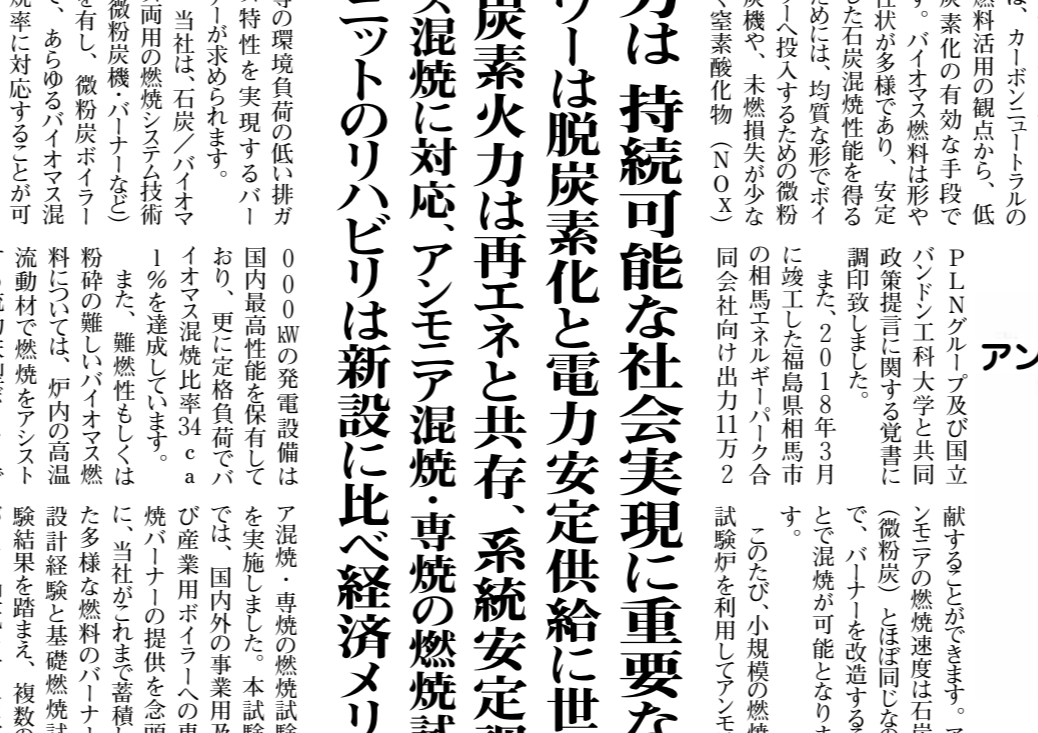 は、カーボンニュートラルの
燃料活用の観点から、低
炭素化の有効な手段で
す。バイオマス燃料は形や
性状が多様であり、安定
した石炭混焼性能を得る
ためには、均質な形でボイ
ラーへ投入するための微粉
炭機や、未燃損失が少な
く窒素酸化物（NOX）
アン
PLNグループ及び国立
バンドン工科大学と共同
政策提言に関する覚書に
調印致しました。
また、2018年3月
に竣工した福島県相馬市
の相馬エネルギーパーク合
同会社向け出力11万2
献することができます。ア
ンモニアの燃焼速度は石炭
（微粉炭）とほぼ同じなの
で、バーナーを改造する
とで混焼が可能となりま
す。
このたび、小規模の燃焼
試験炉を利用してアンモ
力は 持続可能な社会実現に重要な
ワーは脱炭素化と電力安定供給に世
炭素火力は再エネと共存、系統安定調
ス混焼に対応、アンモニア混焼・専焼の燃焼試
ニットのリハビリは新設に比べ経済メリ
等の環境負荷の低い排ガ
ス特性を実現するバー
ナーが求められます。
当社は、石炭／バイオマ
ス両用の燃焼システム技術
（微粉炭機・バーナーなど）
を有し、微粉炭ボイラー
で、あらゆるバイオマス混
焼率に対応することが可
000㎾の発電設備は
国内最高性能を保有して
おり、更に定格負荷でバ
イオマス混焼比率34ca
l%を達成しています。
また、難燃性もしくは
粉砕の難しいバイオマス燃
料については、炉内の高温
流動材で燃焼をアシスト
ア混焼・専焼の燃焼試験
を実施しました。本試験
では、国内外の事業用及
び産業用ボイラーへの専
焼バーナーの提供を念頭
に、当社がこれまで蓄積し
た多様な燃料のバーナー
設計経験と基礎燃焼試
験結果を踏まえ、複数の